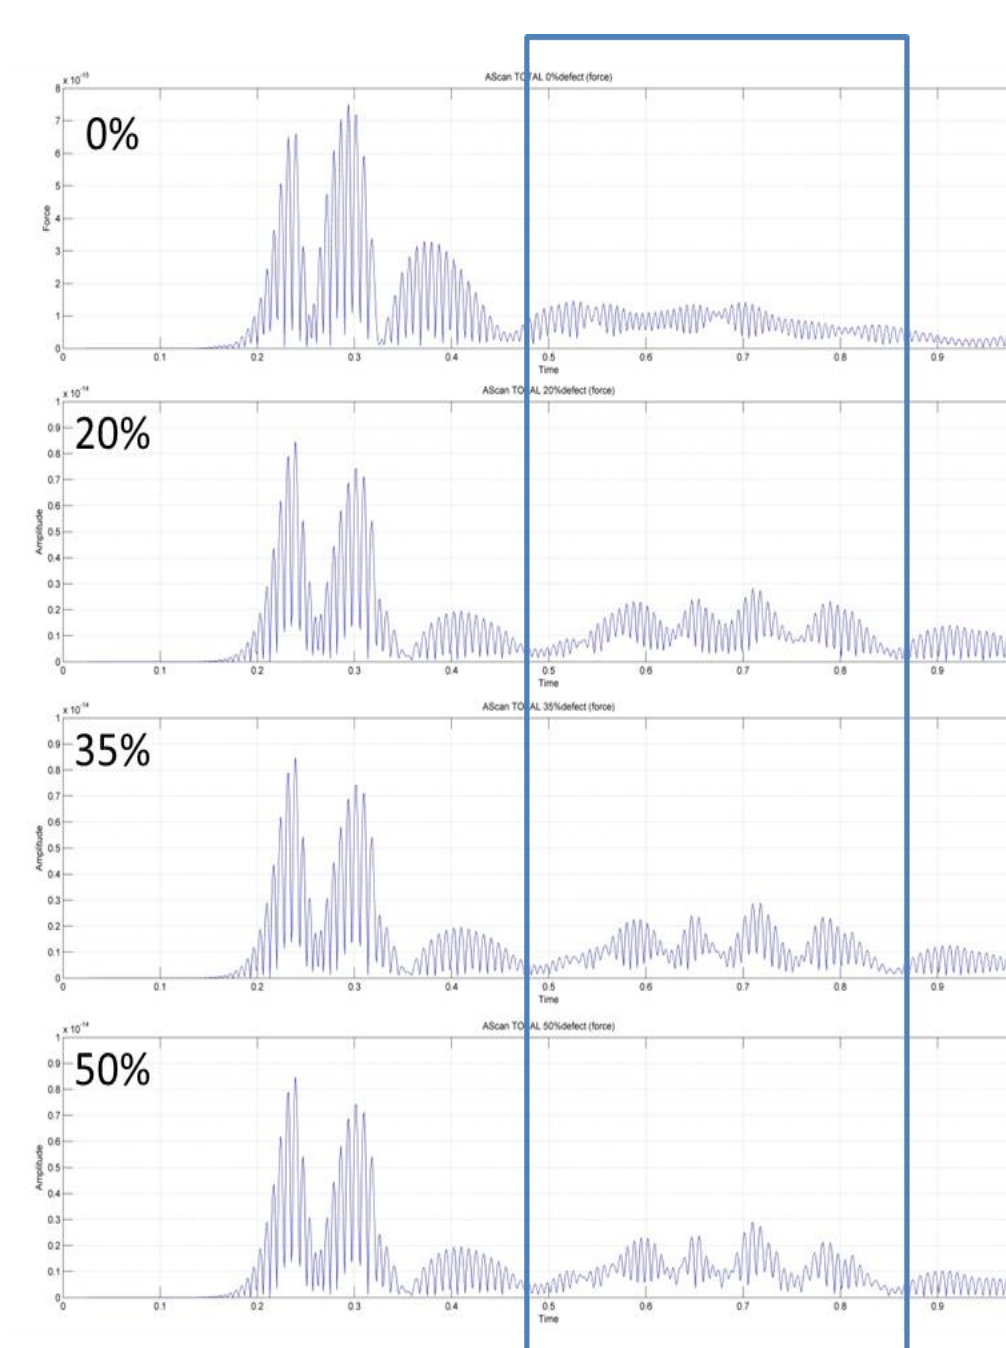 AScan TOTAL 0%defect (force)
x 10⁻¹⁵
0%
8
7
6
5
4
3
2
1
0
Force
0 0.1 0.2 0.3 0.4 0.5 0.6 0.7 0.8 0.9
Time
AScan TOTAL 20%defect (force)
x 10⁻¹⁴
20%
1
0.9
0.8
0.7
0.6
0.5
0.4
0.3
0.2
0.1
0
Amplitude
0 0.1 0.2 0.3 0.4 0.5 0.6 0.7 0.8 0.9
Time
AScan TOTAL 35%defect (force)
x 10⁻¹⁴
35%
1
0.9
0.8
0.7
0.6
0.5
0.4
0.3
0.2
0.1
0
Amplitude
0 0.1 0.2 0.3 0.4 0.5 0.6 0.7 0.8 0.9
Time
AScan TOTAL 50%defect (force)
x 10⁻¹⁴
50%
1
0.9
0.8
0.7
0.6
0.5
0.4
0.3
0.2
0.1
0
Amplitude
0 0.1 0.2 0.3 0.4 0.5 0.6 0.7 0.8 0.9
Time